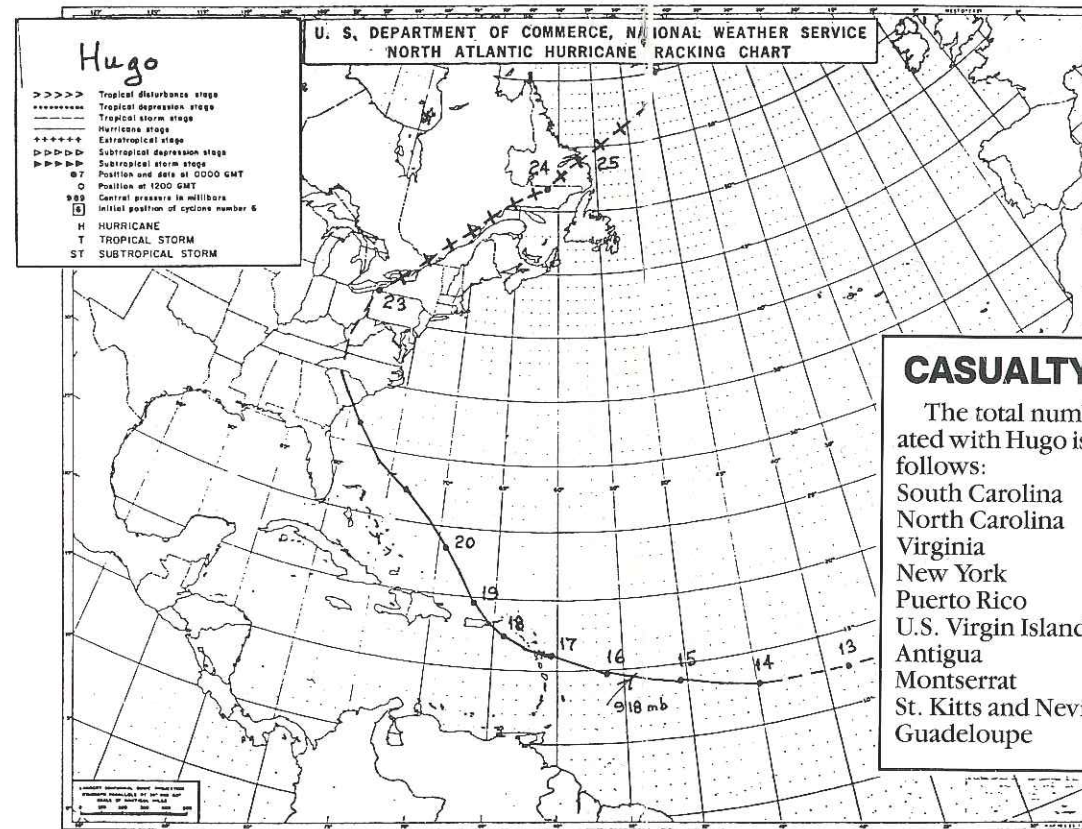 U. S. DEPARTMENT OF COMMERCE, NATIONAL WEATHER SERVICE
NORTH ATLANTIC HURRICANE TRACKING CHART
Hugo
>>>>> Tropical disturbance stage
Tropical depression stage
Tropical storm stage
Hurricane stage
+++++ Extratropical stage
Subtropical depression stage
Subtropical storm stage
7 Position and date at 0000 GMT
O Position at 1200 GMT
989 Central pressure in millibars
6 Initial position of cyclone number 6
H HURRICANE
T TROPICAL STORM
ST SUBTROPICAL STORM
25
24
23
20
19
18
17
16
15
14
13
918 mb
CASUALTY
The total num
ated with Hugo is
follows:
South Carolina
North Carolina
Virginia
New York
Puerto Rico
U.S. Virgin Island
Antigua
Montserrat
St. Kitts and Nevi
Guadeloupe